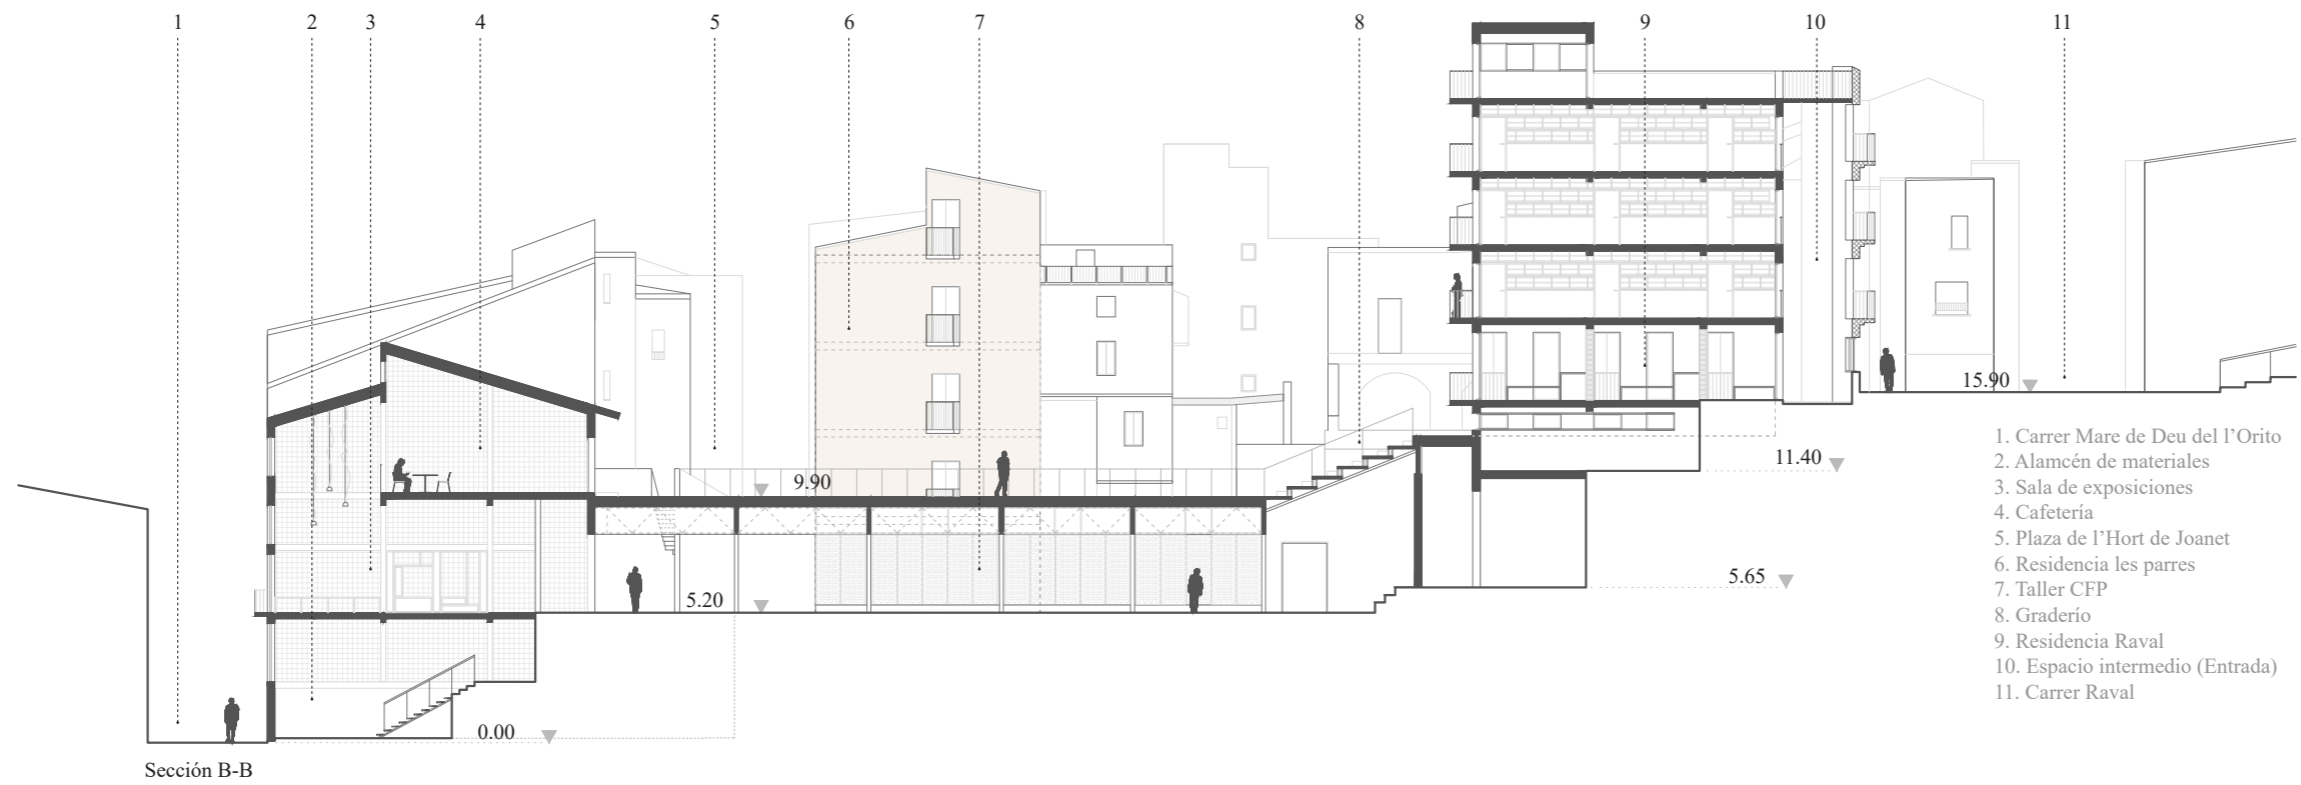 1 2 3 4 5 6 7 8 9 10 11
15.90
1. Carrer Mare de Deu del l’Orito
2. Alamcén de materiales
3. Sala de exposiciones
4. Cafetería
5. Plaza de l’Hort de Joanet
6. Residencia les parres
7. Taller CFP
8. Graderío
9. Residencia Raval
10. Espacio intermedio (Entrada)
11. Carrer Raval
11.40
9.90
5.65
5.20
0.00
Sección B-B